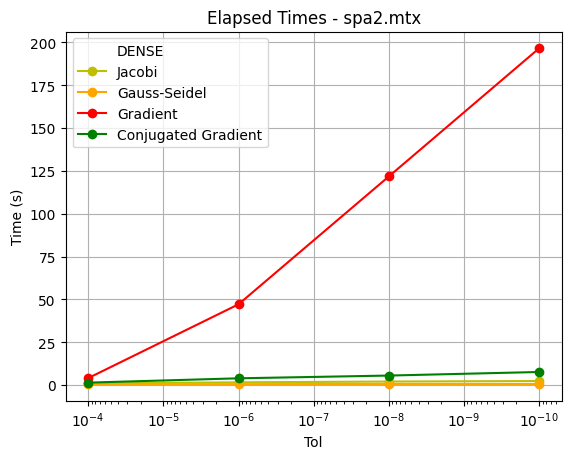 Elapsed Times - spa2.mtx
DENSE
Jacobi
Gauss-Seidel
Gradient
Conjugated Gradient
Time (s)
200
175
150
125
100
75
50
25
0
10⁻⁴ 10⁻⁵ 10⁻⁶ 10⁻⁷ 10⁻⁸ 10⁻⁹ 10⁻¹⁰
Tol